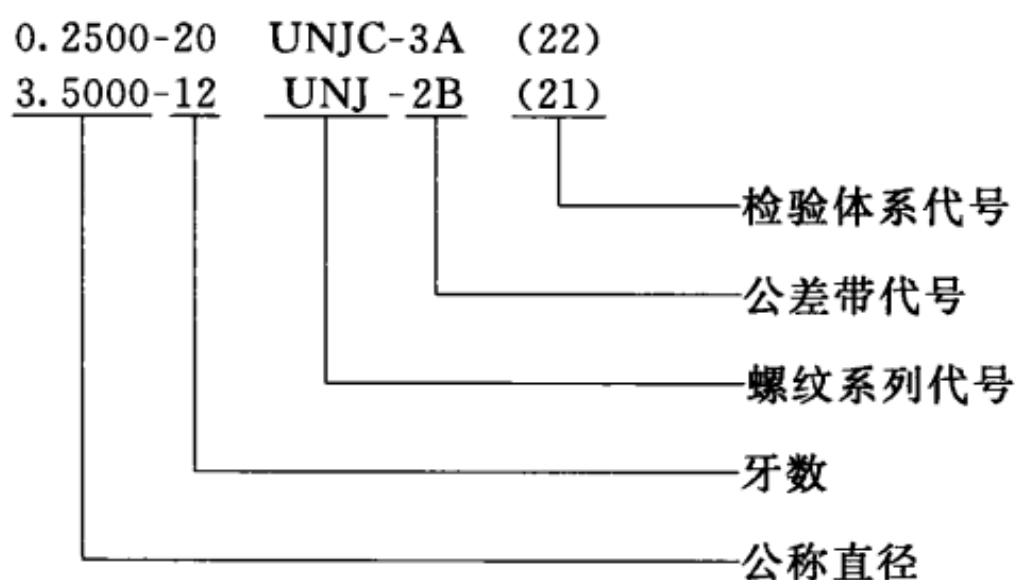 0.2500-20 UNJC-3A (22)
3.5000-12 UNJ -2B (21)
检验体系代号
公差带代号
螺纹系列代号
牙数
公称直径